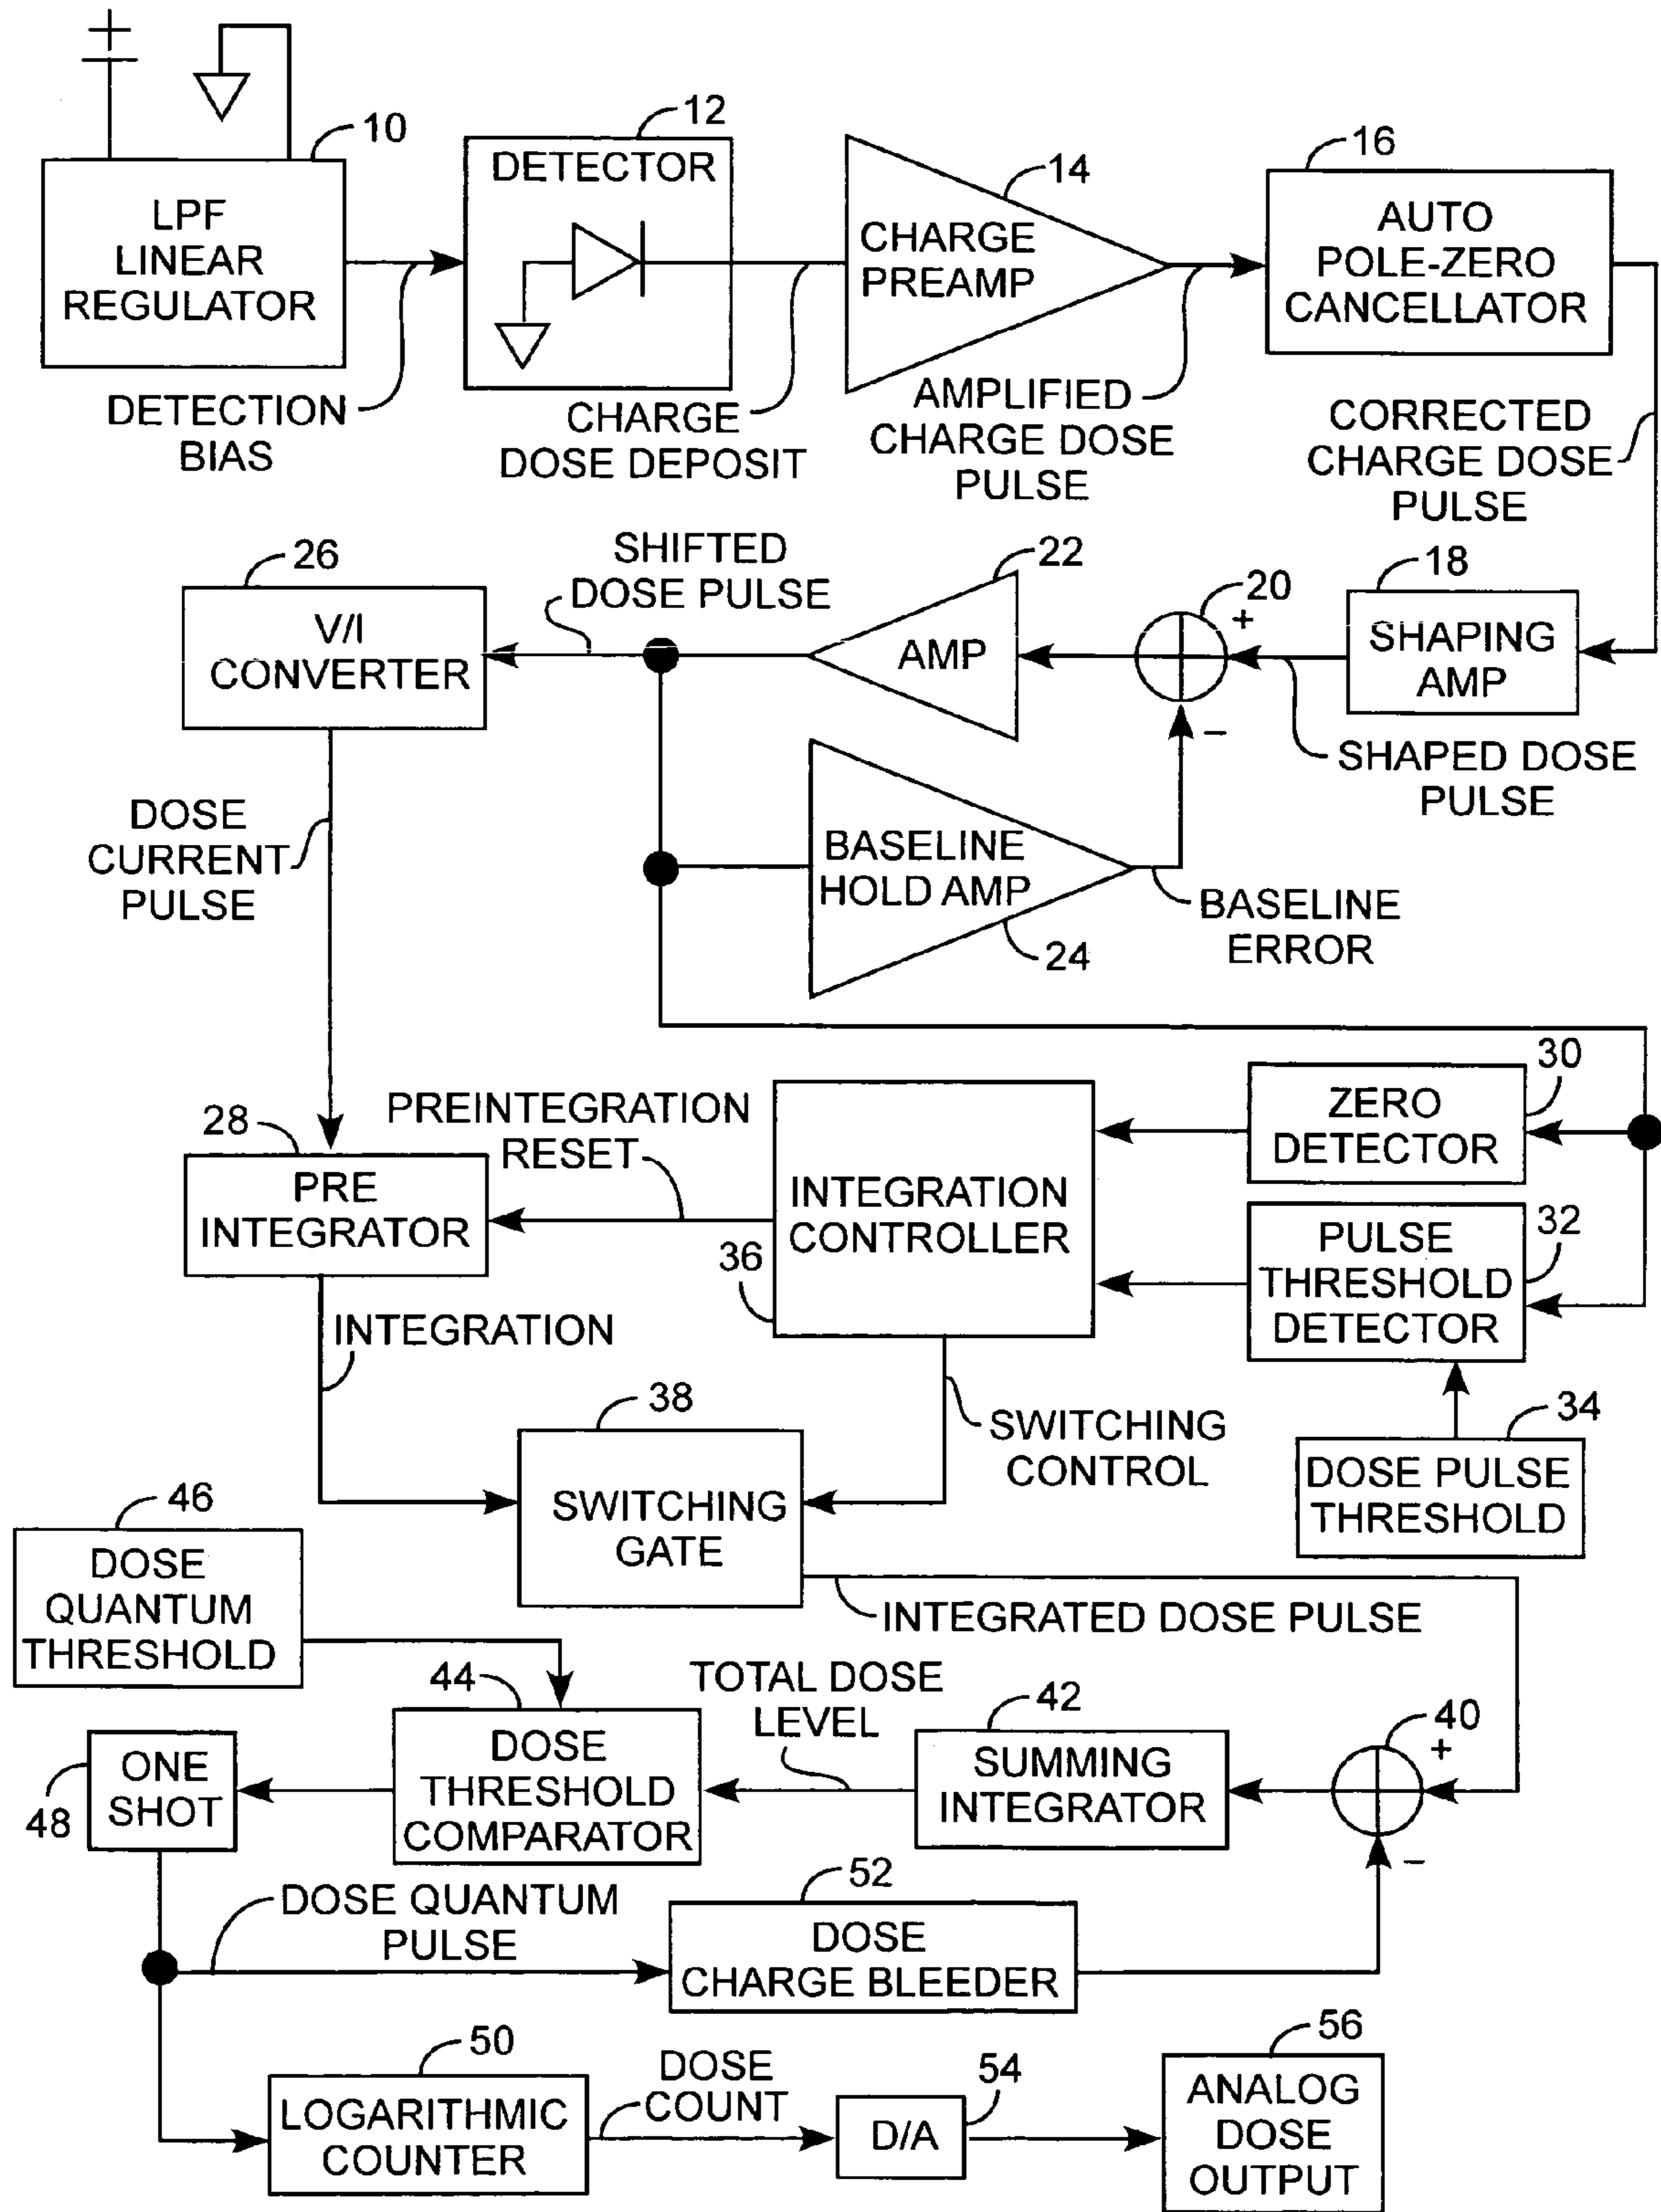 10
LPF
LINEAR
REGULATOR
DETECTION
BIAS
12
DETECTOR
CHARGE
DOSE DEPOSIT
14
CHARGE
PREAMP
AMPLIFIED
CHARGE DOSE
PULSE
16
AUTO
POLE-ZERO
CANCELLATOR
CORRECTED
CHARGE DOSE
PULSE
26
V/I
CONVERTER
SHIFTED
DOSE PULSE
22
AMP
20
+
−
18
SHAPING
AMP
SHAPED DOSE
PULSE
DOSE
CURRENT
PULSE
BASELINE
HOLD AMP
24
BASELINE
ERROR
28
PRE
INTEGRATOR
PREINTEGRATION
RESET
INTEGRATION
CONTROLLER
36
30
ZERO
DETECTOR
32
PULSE
THRESHOLD
DETECTOR
34
DOSE PULSE
THRESHOLD
INTEGRATION
38
SWITCHING
GATE
SWITCHING
CONTROL
46
DOSE
QUANTUM
THRESHOLD
INTEGRATED DOSE PULSE
44
DOSE
THRESHOLD
COMPARATOR
TOTAL DOSE
LEVEL
42
SUMMING
INTEGRATOR
40
+
−
48
ONE
SHOT
DOSE QUANTUM
PULSE
52
DOSE
CHARGE BLEEDER
50
LOGARITHMIC
COUNTER
DOSE
COUNT
54
D/A
56
ANALOG
DOSE
OUTPUT